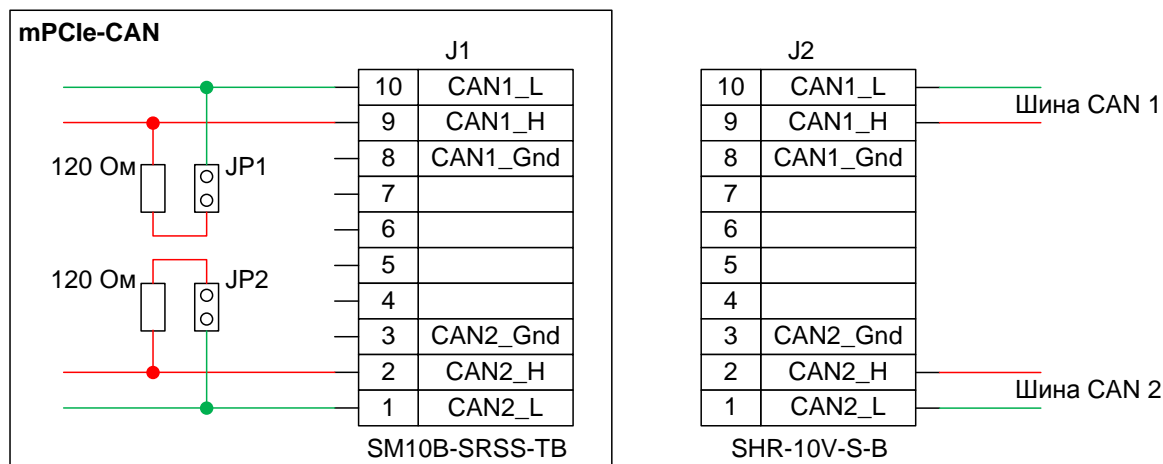 mPCIe-CAN
J1
J2
10 CAN1_L
9 CAN1_H
8 CAN1_Gnd
7
6
5
4
3 CAN2_Gnd
2 CAN2_H
1 CAN2_L
SM10B-SRSS-TB
120 Ом
JP1
120 Ом
JP2
10 CAN1_L
9 CAN1_H
8 CAN1_Gnd
7
6
5
4
3 CAN2_Gnd
2 CAN2_H
1 CAN2_L
SHR-10V-S-B
Шина CAN 1
Шина CAN 2